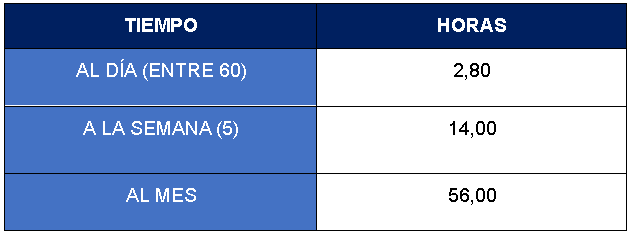 TIEMPO HORAS
AL DÍA (ENTRE 60) 2,80
A LA SEMANA (5) 14,00
AL MES 56,00